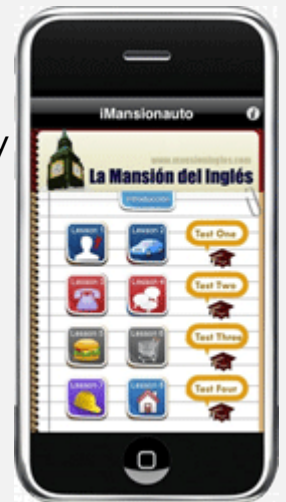 iMansionauto
y
www.mansioningles.com
La Mansión del Inglés
introducción
Lesson 1 Lesson 2 Test One
Lesson 3 Lesson 4 Test Two
Lesson 5 Lesson 6 Test Three
Lesson 7 Lesson 8 Test Four